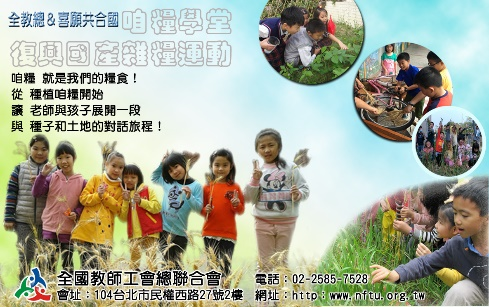 全教總＆喜願共合國 咱糧學堂
復興國產雜糧運動
咱糧 就是我們的糧食！
從 種植咱糧開始
讓 老師與孩子展開一段
與 種子和土地的對話旅程！
全國教師工會總聯合會
電話：02-2585-7528
會址：104台北市民權西路27號2樓
網址：http://www.nftu.org.tw